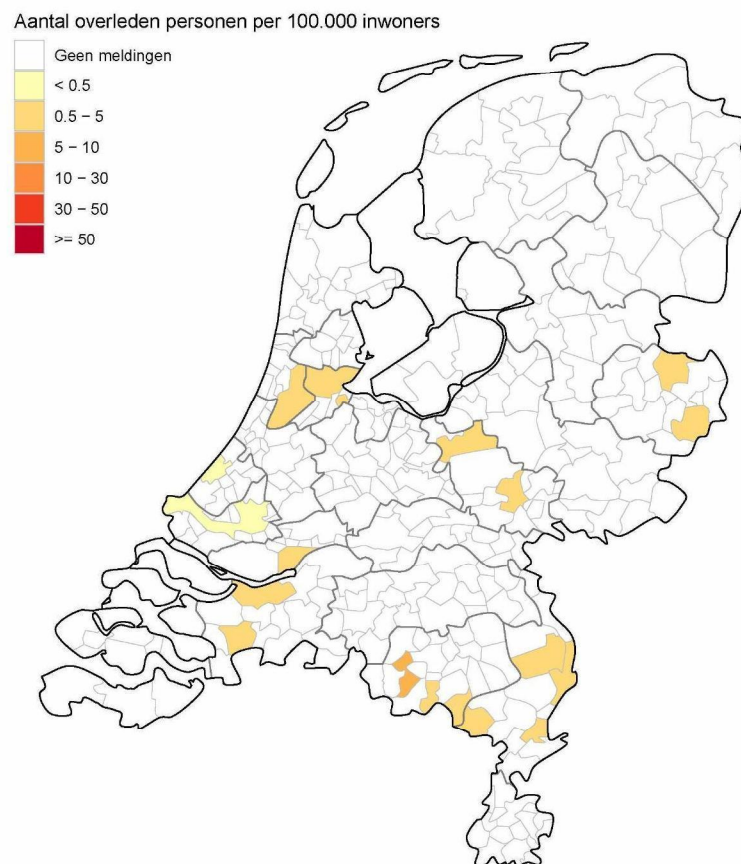 Aantal overleden personen per 100.000 inwoners
Geen meldingen
< 0.5
0.5 − 5
5 − 10
10 − 30
30 − 50
>= 50